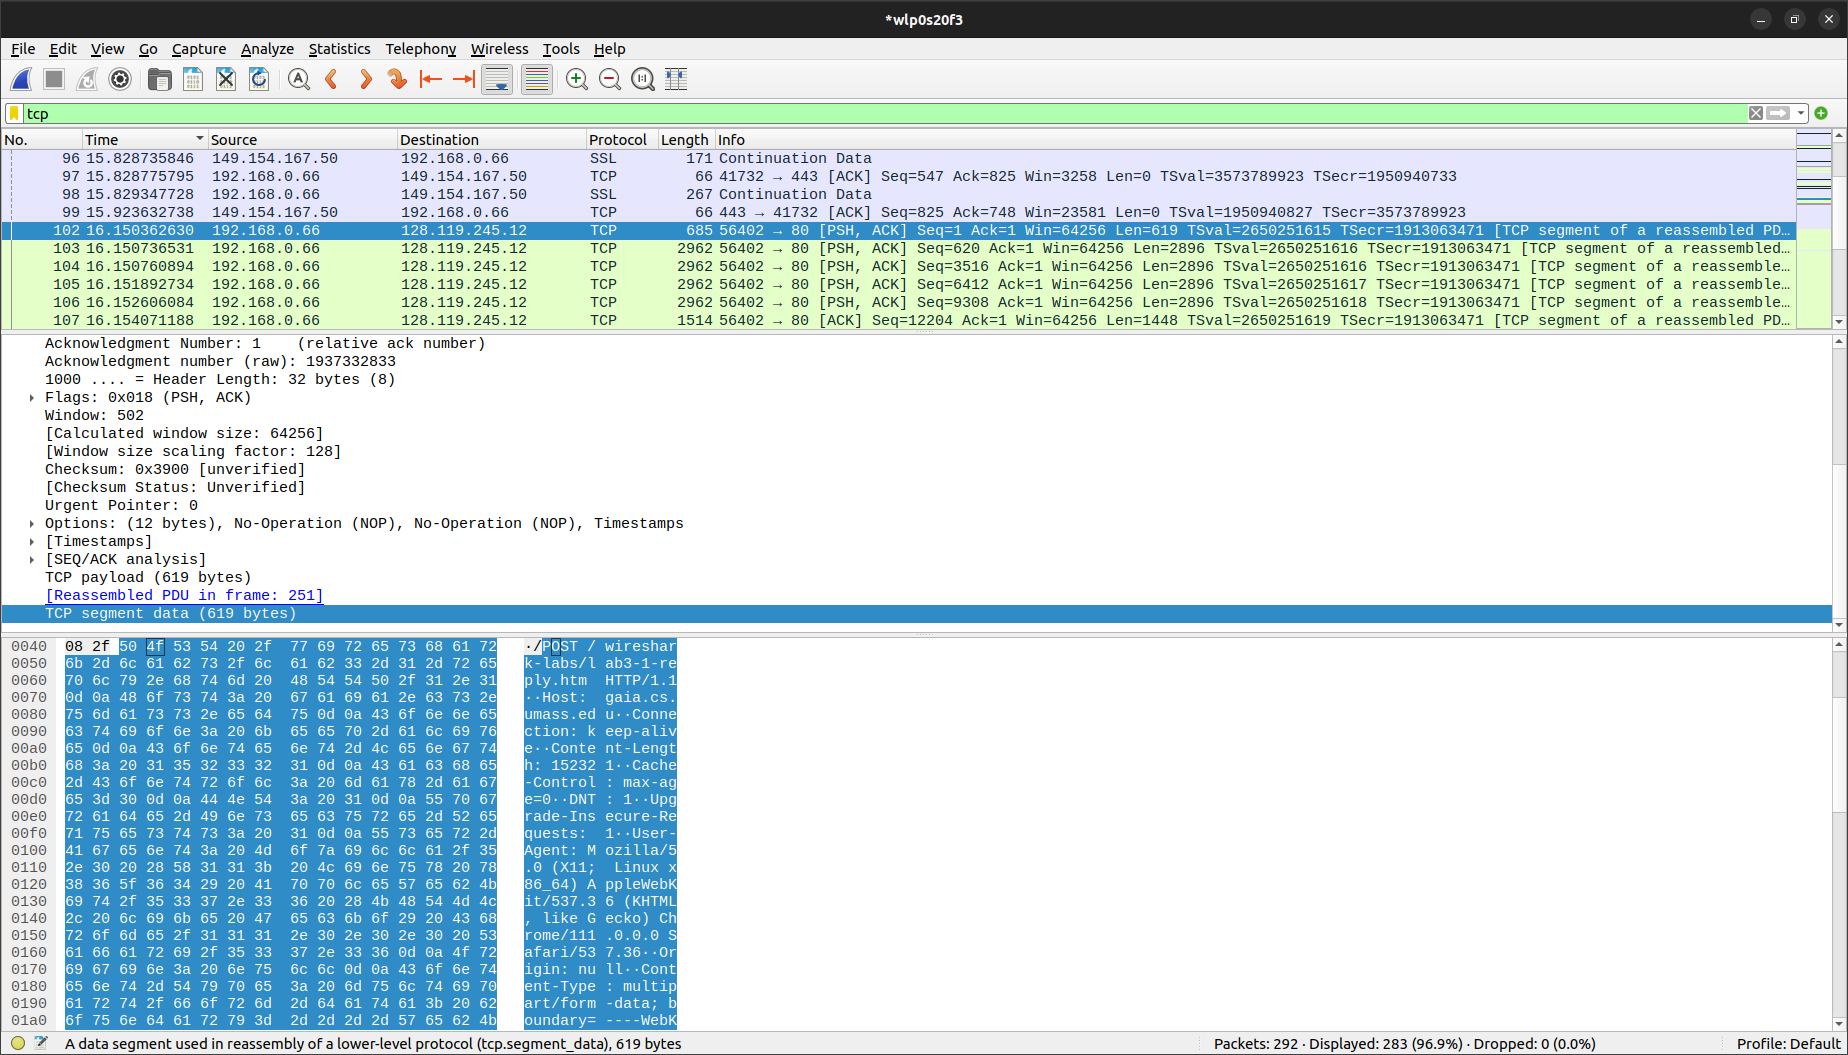 *wlp0s20f3
File Edit View Go Capture Analyze Statistics Telephony Wireless Tools Help
tcp
No. Time Source Destination Protocol Length Info
96 15.828735846 149.154.167.50 192.168.0.66 SSL 171 Continuation Data
97 15.828775795 192.168.0.66 149.154.167.50 TCP 66 41732 → 443 [ACK] Seq=547 Ack=825 Win=3258 Len=0 TSval=3573789923 TSecr=1950940733
98 15.829347728 192.168.0.66 149.154.167.50 SSL 267 Continuation Data
99 15.923632738 149.154.167.50 192.168.0.66 TCP 66 443 → 41732 [ACK] Seq=825 Ack=748 Win=23581 Len=0 TSval=1950940827 TSecr=3573789923
102 16.150362630 192.168.0.66 128.119.245.12 TCP 685 56402 → 80 [PSH, ACK] Seq=1 Ack=1 Win=64256 Len=619 TSval=2650251615 TSecr=1913063471 [TCP segment of a reassembled PD…
103 16.150736531 192.168.0.66 128.119.245.12 TCP 2962 56402 → 80 [PSH, ACK] Seq=620 Ack=1 Win=64256 Len=2896 TSval=2650251616 TSecr=1913063471 [TCP segment of a reassembled…
104 16.150760894 192.168.0.66 128.119.245.12 TCP 2962 56402 → 80 [PSH, ACK] Seq=3516 Ack=1 Win=64256 Len=2896 TSval=2650251616 TSecr=1913063471 [TCP segment of a reassemble…
105 16.151892734 192.168.0.66 128.119.245.12 TCP 2962 56402 → 80 [PSH, ACK] Seq=6412 Ack=1 Win=64256 Len=2896 TSval=2650251617 TSecr=1913063471 [TCP segment of a reassemble…
106 16.152606084 192.168.0.66 128.119.245.12 TCP 2962 56402 → 80 [PSH, ACK] Seq=9308 Ack=1 Win=64256 Len=2896 TSval=2650251618 TSecr=1913063471 [TCP segment of a reassemble…
107 16.154071188 192.168.0.66 128.119.245.12 TCP 1514 56402 → 80 [ACK] Seq=12204 Ack=1 Win=64256 Len=1448 TSval=2650251619 TSecr=1913063471 [TCP segment of a reassembled PD…
Acknowledgment Number: 1    (relative ack number)
Acknowledgment number (raw): 1937332833
1000 .... = Header Length: 32 bytes (8)
Flags: 0x018 (PSH, ACK)
Window: 502
[Calculated window size: 64256]
[Window size scaling factor: 128]
Checksum: 0x3900 [unverified]
[Checksum Status: Unverified]
Urgent Pointer: 0
Options: (12 bytes), No-Operation (NOP), No-Operation (NOP), Timestamps
[Timestamps]
[SEQ/ACK analysis]
TCP payload (619 bytes)
[Reassembled PDU in frame: 251]
TCP segment data (619 bytes)
0040 08 2f 50 4f 53 54 20 2f 77 69 72 65 73 68 61 72 ·/POST / wireshar
0050 6b 2d 6c 61 62 73 2f 6c 61 62 33 2d 31 2d 72 65 k-labs/l ab3-1-re
0060 70 6c 79 2e 68 74 6d 20 48 54 54 50 2f 31 2e 31 ply.htm HTTP/1.1
0070 0d 0a 48 6f 73 74 3a 20 67 61 69 61 2e 63 73 2e ··Host: gaia.cs.
0080 75 6d 61 73 73 2e 65 64 75 0d 0a 43 6f 6e 6e 65 umass.ed u··Conne
0090 63 74 69 6f 6e 3a 20 6b 65 65 70 2d 61 6c 69 76 ction: k eep-aliv
00a0 65 0d 0a 43 6f 6e 74 65 6e 74 2d 4c 65 6e 67 74 e··Conte nt-Lengt
00b0 68 3a 20 31 35 32 33 32 31 0d 0a 43 61 63 68 65 h: 15232 1··Cache
00c0 2d 43 6f 6e 74 72 6f 6c 3a 20 6d 61 78 2d 61 67 -Control : max-ag
00d0 65 3d 30 0d 0a 44 4e 54 3a 20 31 0d 0a 55 70 67 e=0··DNT : 1··Upg
00e0 72 61 64 65 2d 49 6e 73 65 63 75 72 65 2d 52 65 rade-Ins ecure-Re
00f0 71 75 65 73 74 73 3a 20 31 0d 0a 55 73 65 72 2d quests: 1··User-
0100 41 67 65 6e 74 3a 20 4d 6f 7a 69 6c 6c 61 2f 35 Agent: M ozilla/5
0110 2e 30 20 28 58 31 31 3b 20 4c 69 6e 75 78 20 78 .0 (X11; Linux x
0120 38 36 5f 36 34 29 20 41 70 70 6c 65 57 65 62 4b 86_64) A ppleWebK
0130 69 74 2f 35 33 37 2e 33 36 20 28 4b 48 54 4d 4c it/537.3 6 (KHTML
0140 2c 20 6c 69 6b 65 20 47 65 63 6b 6f 29 20 43 68 , like G ecko) Ch
0150 72 6f 6d 65 2f 31 31 31 2e 30 2e 30 2e 30 20 53 rome/111 .0.0.0 S
0160 61 66 61 72 69 2f 35 33 37 2e 33 36 0d 0a 4f 72 afari/53 7.36··Or
0170 69 67 69 6e 3a 20 6e 75 6c 6c 0d 0a 43 6f 6e 74 igin: nu ll··Cont
0180 65 6e 74 2d 54 79 70 65 3a 20 6d 75 6c 74 69 70 ent-Type : multip
0190 61 72 74 2f 66 6f 72 6d 2d 64 61 74 61 3b 20 62 art/form -data; b
01a0 6f 75 6e 64 61 72 79 3d 2d 2d 2d 2d 57 65 62 4b oundary= ----WebK
A data segment used in reassembly of a lower-level protocol (tcp.segment_data), 619 bytes
Packets: 292 · Displayed: 283 (96.9%) · Dropped: 0 (0.0%)
Profile: Default